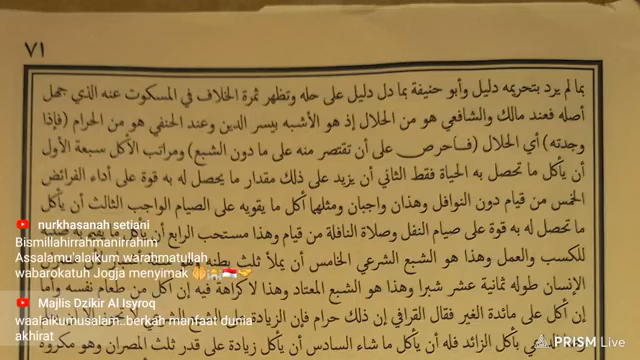 ٧١
بما لم يرد بتحريمه دليل وأبو حنيفة بما دل دليل على حله وتظهر ثمرة الخلاف في المسكوت عنه الذي جهل
أصله فعند مالك والشافعي هو من الحلال إذ هو الأشبه بيسر الدين وعند الحنفي هو من الحرام (فإذا
وجدته) أي الحلال (فاحرص على أن تقتصر منه على ما دون الشبع) ومراتب الأكل سبعة الأول
أن يأكل ما تحصل به الحياة فقط الثاني أن يزيد على ذلك مقدار ما يحصل له به قوة على أداء الفرائض
الخمس من قيام دون النوافل وهذان واجبان ومثلها أكل ما يقويه على الصيام الواجب الثالث أن يأكل
ما تحصل له به قوة على صيام النفل وصلاة النافلة من قيام وهذا مستحب الرابع أن يأكل ما
للكسب والعمل وهذا هو الشبع الشرعي الخامس أن يملأ ثلث بطنه
الإنسان طوله ثمانية عشر شبرا وهذا هو الشبع المعتاد وهذا لا كراهة فيه إن أكل من طعام نفسه وأما
إن أكل على مائدة الغير فقال القرافي إن ذلك حرام فإن الزيادة
بأكل الزائد فله أن يأكل ما شاء السادس أن يأكل زيادة على قدر ثلث المصران وهو مكروه
nurkhasanah setiani
Bismillahirrahmanirrahim
Assalamu'alaikum warahmatullah
wabarokatuh Jogja menyimak
Majlis Dzikir Al Isyroq
waalaikumusalam..berkah manfaat dunia
akhirat
PRISM Live